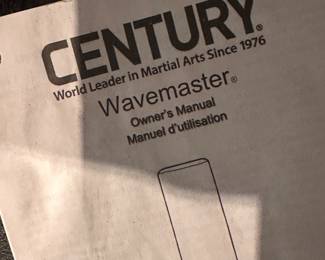 CENTURY®
World Leader in Martial Arts Since 1976
Wavemaster®
Owner's Manual
Manuel d'utilisation